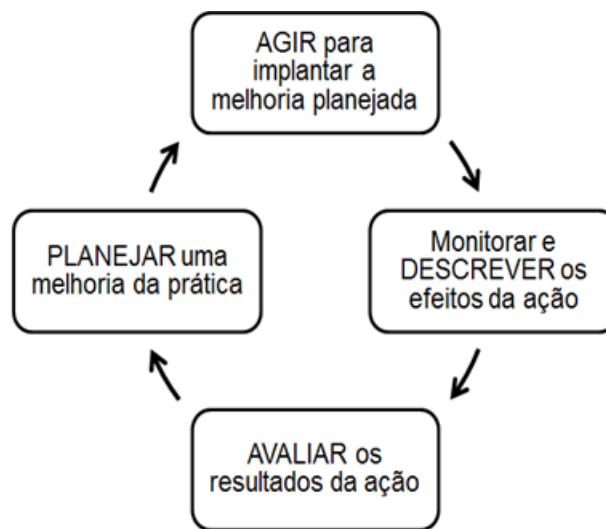 AGIR para
implantar a
melhoria planejada
PLANEJAR uma
melhoria da prática
Monitorar e
DESCREVER os
efeitos da ação
AVALIAR os
resultados da ação